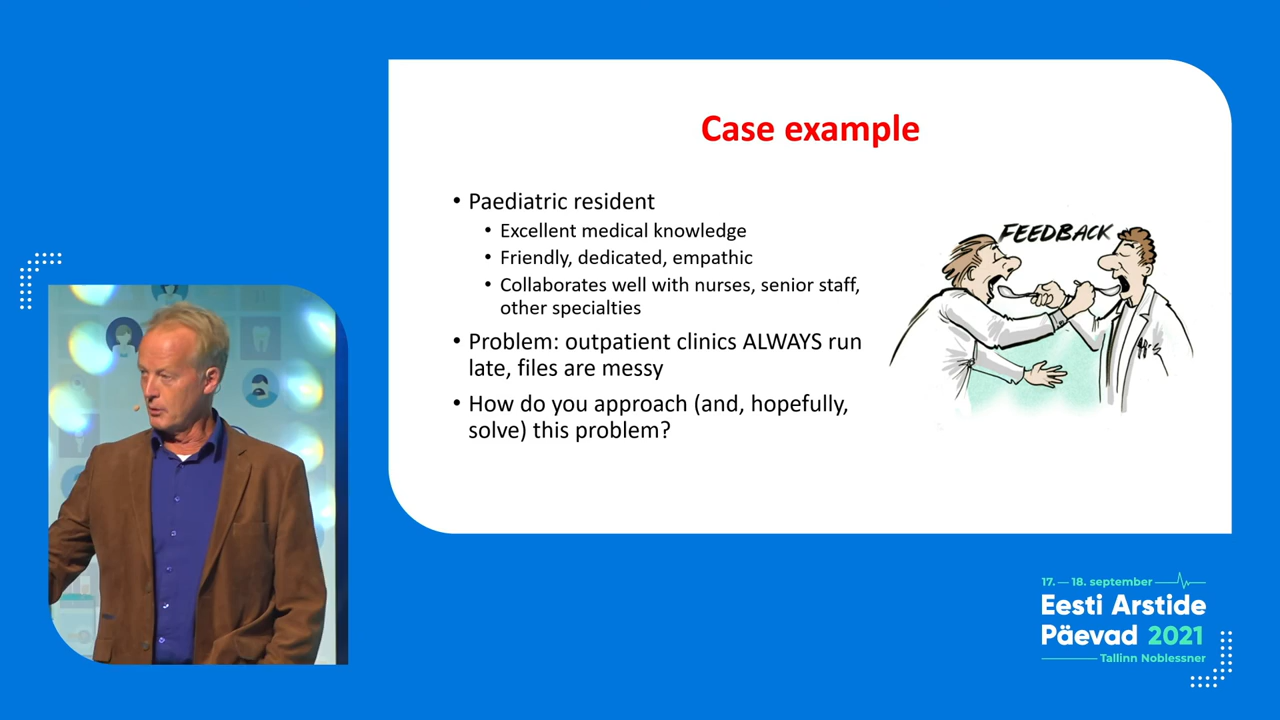 Case example
• Paediatric resident
• Excellent medical knowledge
• Friendly, dedicated, empathic
• Collaborates well with nurses, senior staff,
other specialties
• Problem: outpatient clinics ALWAYS run
late, files are messy
• How do you approach (and, hopefully,
solve) this problem?
FEEDBACK
17. — 18. september
Eesti Arstide
Päevad 2021
Tallinn Noblessner